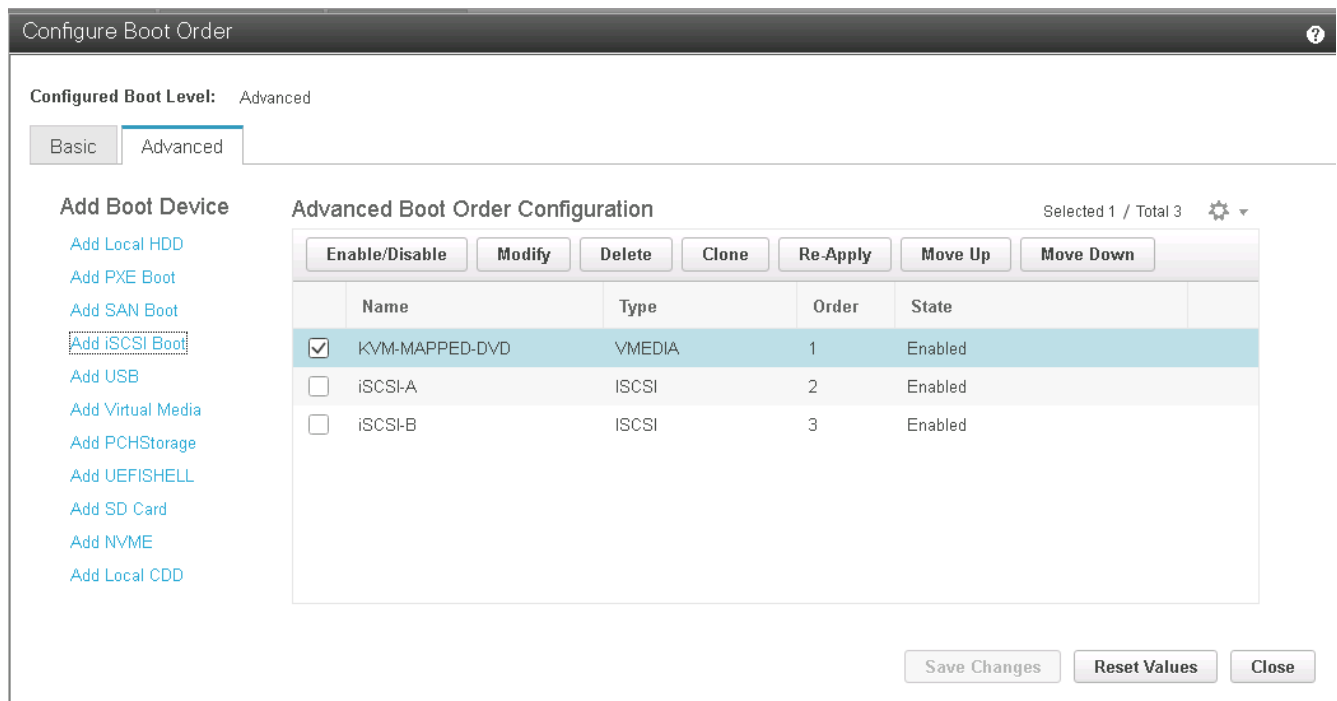 Configure Boot Order
?
Configured Boot Level: Advanced
Basic Advanced
Add Boot Device
Add Local HDD
Add PXE Boot
Add SAN Boot
Add iSCSI Boot
Add USB
Add Virtual Media
Add PCHStorage
Add UEFISHELL
Add SD Card
Add NVME
Add Local CDD
Advanced Boot Order Configuration
Selected 1 / Total 3
Enable/Disable Modify Delete Clone Re-Apply Move Up Move Down
Name Type Order State
KVM-MAPPED-DVD VMEDIA 1 Enabled
iSCSI-A ISCSI 2 Enabled
iSCSI-B ISCSI 3 Enabled
Save Changes Reset Values Close